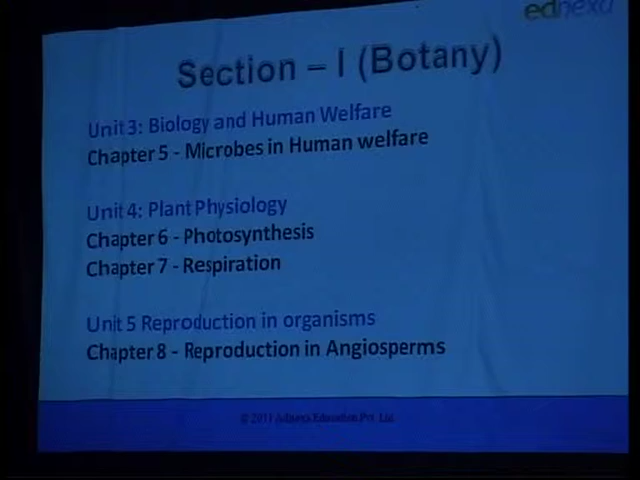 ednexa
Section – I (Botany)
Unit 3: Biology and Human Welfare
Chapter 5 - Microbes in Human welfare
Unit 4: Plant Physiology
Chapter 6 - Photosynthesis
Chapter 7 - Respiration
Unit 5 Reproduction in organisms
Chapter 8 - Reproduction in Angiosperms
© 2011 Education Pvt. Ltd